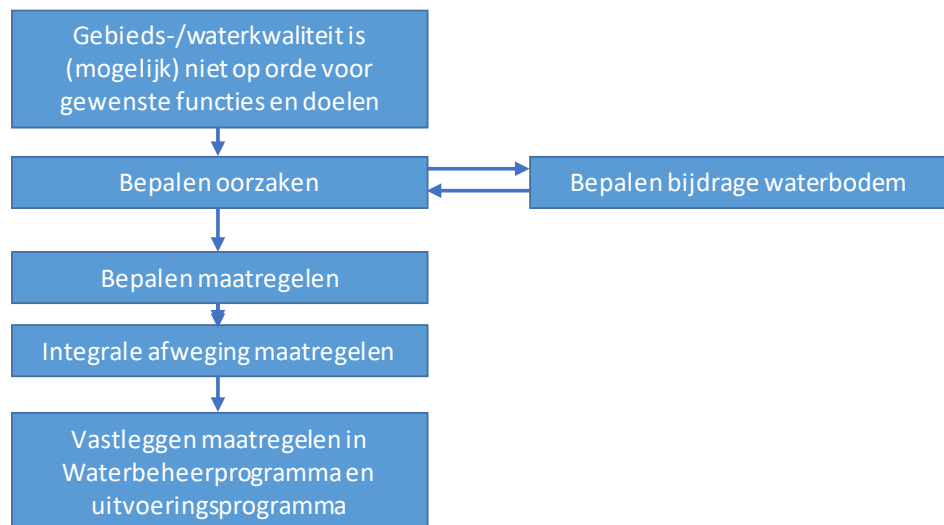 Gebieds-/waterkwaliteit is
(mogelijk) niet op orde voor
gewenste functies en doelen
Bepalen oorzaken
Bepalen bijdrage waterbodem
Bepalen maatregelen
Integrale afweging maatregelen
Vastleggen maatregelen in
Waterbeheerprogramma en
uitvoeringsprogramma